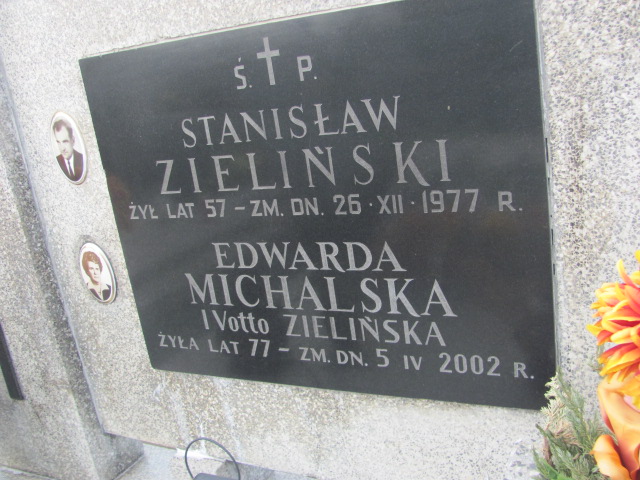 Ś. P.
STANISŁAW
ZIELIŃSKI
ŻYŁ LAT 57 – ZM. DN. 26 · XII · 1977 R.
EDWARDA
MICHALSKA
I Votto ZIELIŃSKA
ŻYŁA LAT 77 – ZM. DN. 5 IV 2002 R.